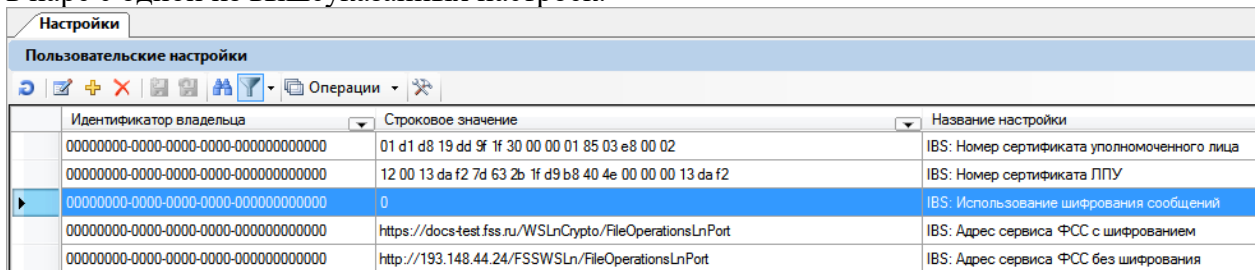 в паре с одной из вышеуказанных настроек
Настройки
Пользовательские настройки
Операции
Идентификатор владельца Строковое значение Название настройки
00000000-0000-0000-0000-000000000000 01 d1 d8 19 dd 9f 1f 30 00 00 01 85 03 e8 00 02 IBS: Номер сертификата уполномоченного лица
00000000-0000-0000-0000-000000000000 12 00 13 da f2 7d 63 2b 1f d9 b8 40 4e 00 00 00 13 da f2 IBS: Номер сертификата ЛПУ
00000000-0000-0000-0000-000000000000 0 IBS: Использование шифрования сообщений
00000000-0000-0000-0000-000000000000 https://docs-test.fss.ru/WSLnCrypto/FileOperationsLnPort IBS: Адрес сервиса ФСС с шифрованием
00000000-0000-0000-0000-000000000000 http://193.148.44.24/FSSWSLn/FileOperationsLnPort IBS: Адрес сервиса ФСС без шифрования